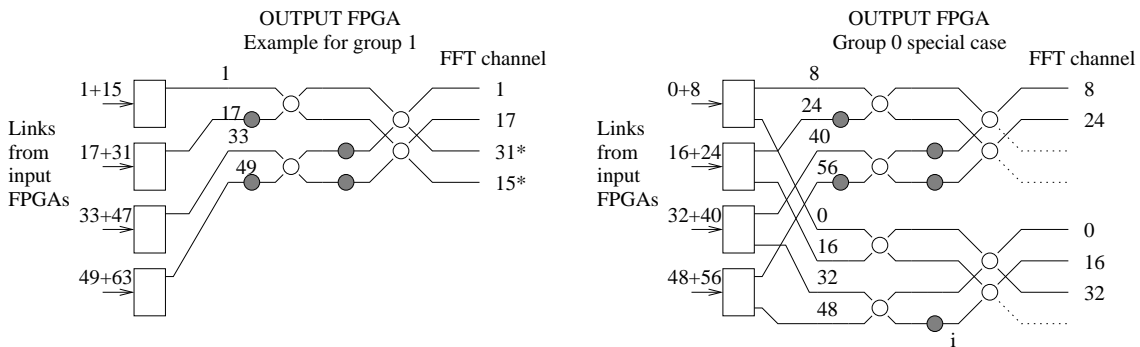 OUTPUT FPGA
Example for group 1
FFT channel
1+15
1
1
Links
from
input
FPGAs
17
17
17+31
33
31*
49
15*
33+47
49+63
OUTPUT FPGA
Group 0 special case
FFT channel
0+8
8
8
Links
from
input
FPGAs
24
24
16+24
40
56
32+40
0
0
16
16
48+56
32
32
48
i